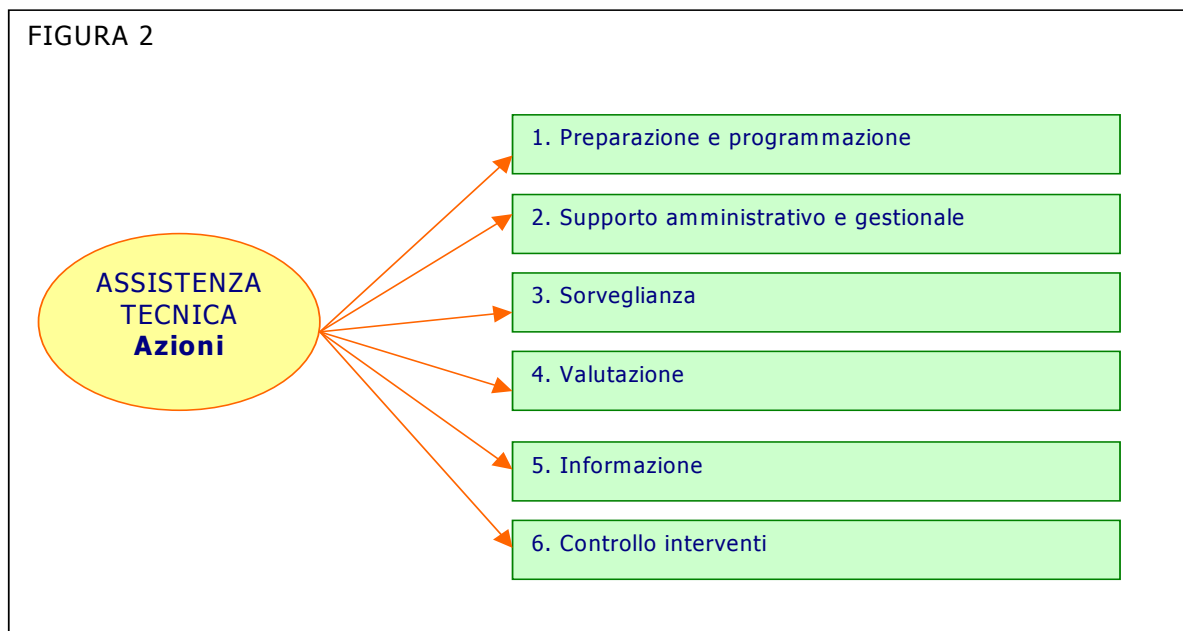 FIGURA 2
ASSISTENZA
TECNICA
Azioni
1. Preparazione e programmazione
2. Supporto amministrativo e gestionale
3. Sorveglianza
4. Valutazione
5. Informazione
6. Controllo interventi